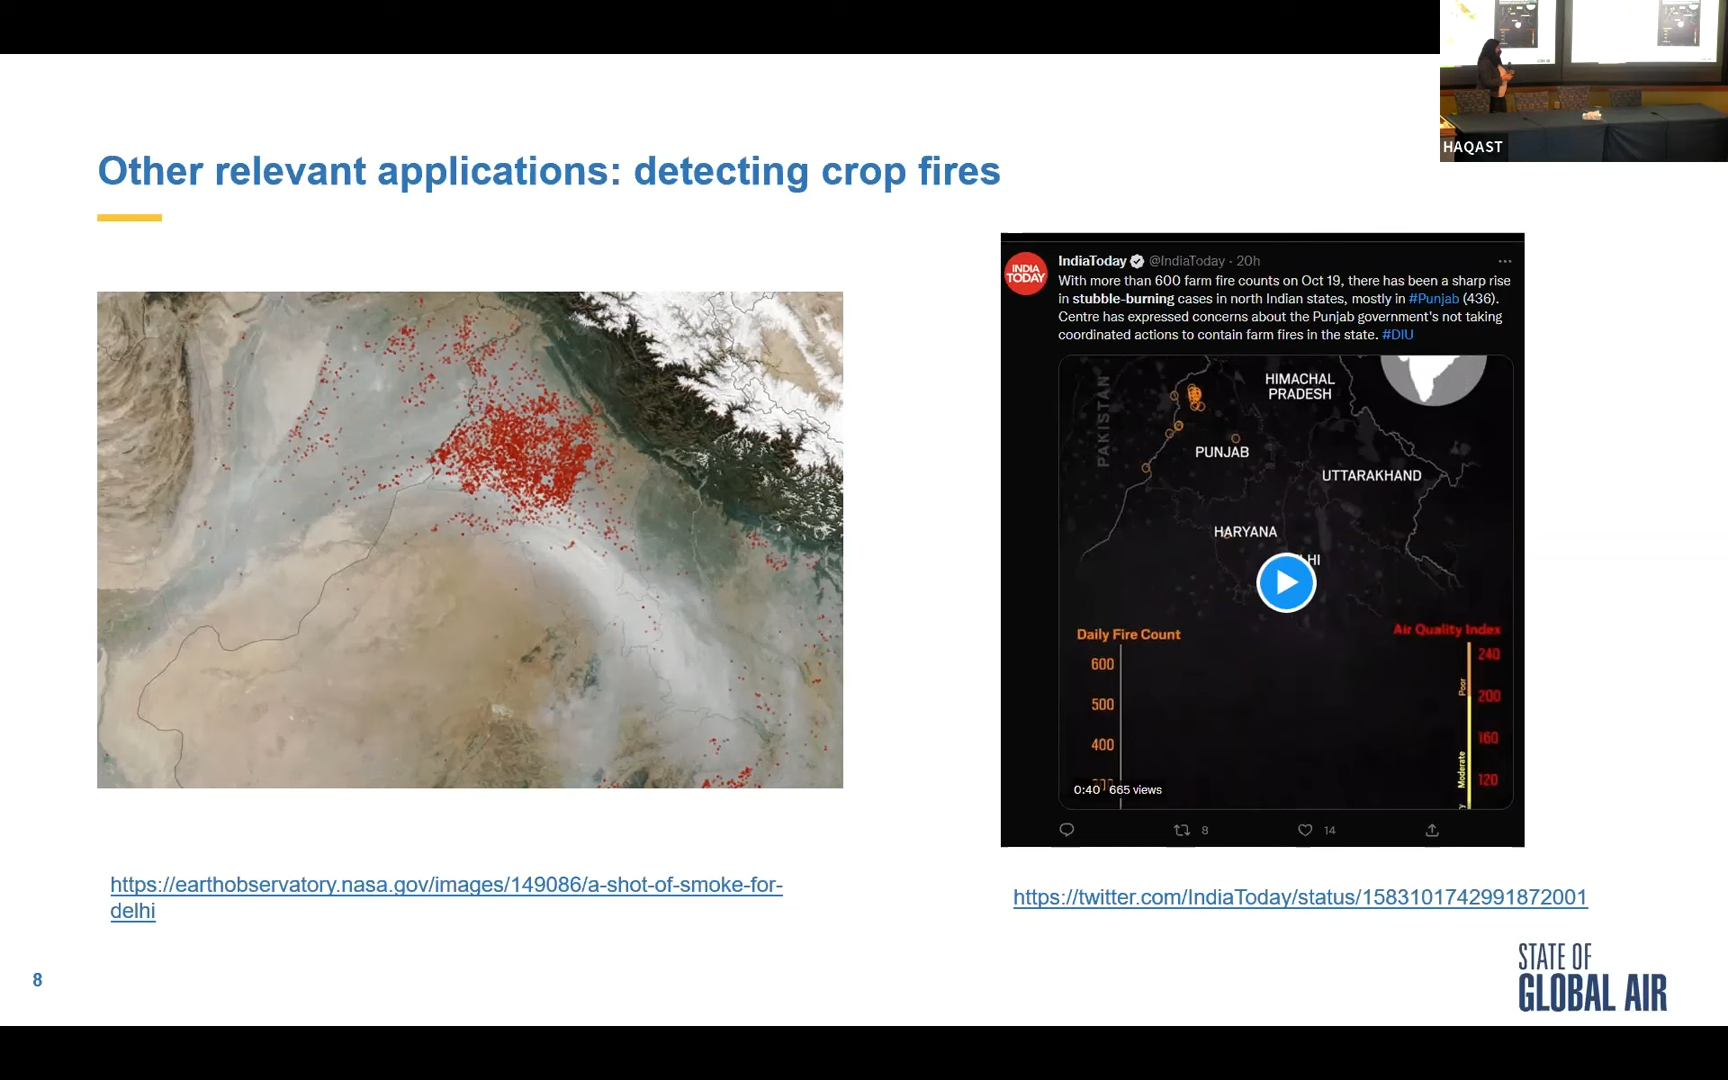 HAQAST
Other relevant applications: detecting crop fires
INDIA
TODAY
IndiaToday @IndiaToday · 20h
With more than 600 farm fire counts on Oct 19, there has been a sharp rise
in stubble-burning cases in north Indian states, mostly in #Punjab (436).
Centre has expressed concerns about the Punjab government's not taking
coordinated actions to contain farm fires in the state. #DIU
PAKISTAN
HIMACHAL
PRADESH
PUNJAB
UTTARAKHAND
HARYANA
LHI
Daily Fire Count
600
500
400
Air Quality Index
240
200
160
120
Poor
Moderate
0:40 665 views
8
14
https://earthobservatory.nasa.gov/images/149086/a-shot-of-smoke-for-
delhi
https://twitter.com/IndiaToday/status/1583101742991872001
8
STATE OF
GLOBAL AIR